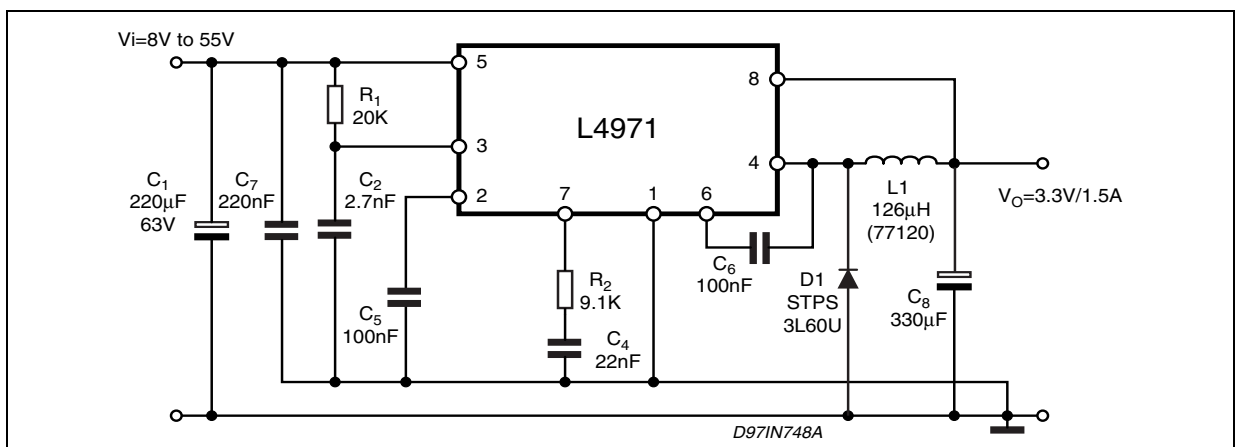 Vi=8V to 55V
5
8
R1
20K
L4971
3
4
C1
220µF
63V
C7
220nF
C2
2.7nF
2
7
1
6
L1
126µH
(77120)
VO=3.3V/1.5A
C6
100nF
R2
9.1K
D1
STPS
3L60U
C8
330µF
C5
100nF
C4
22nF
D97IN748A